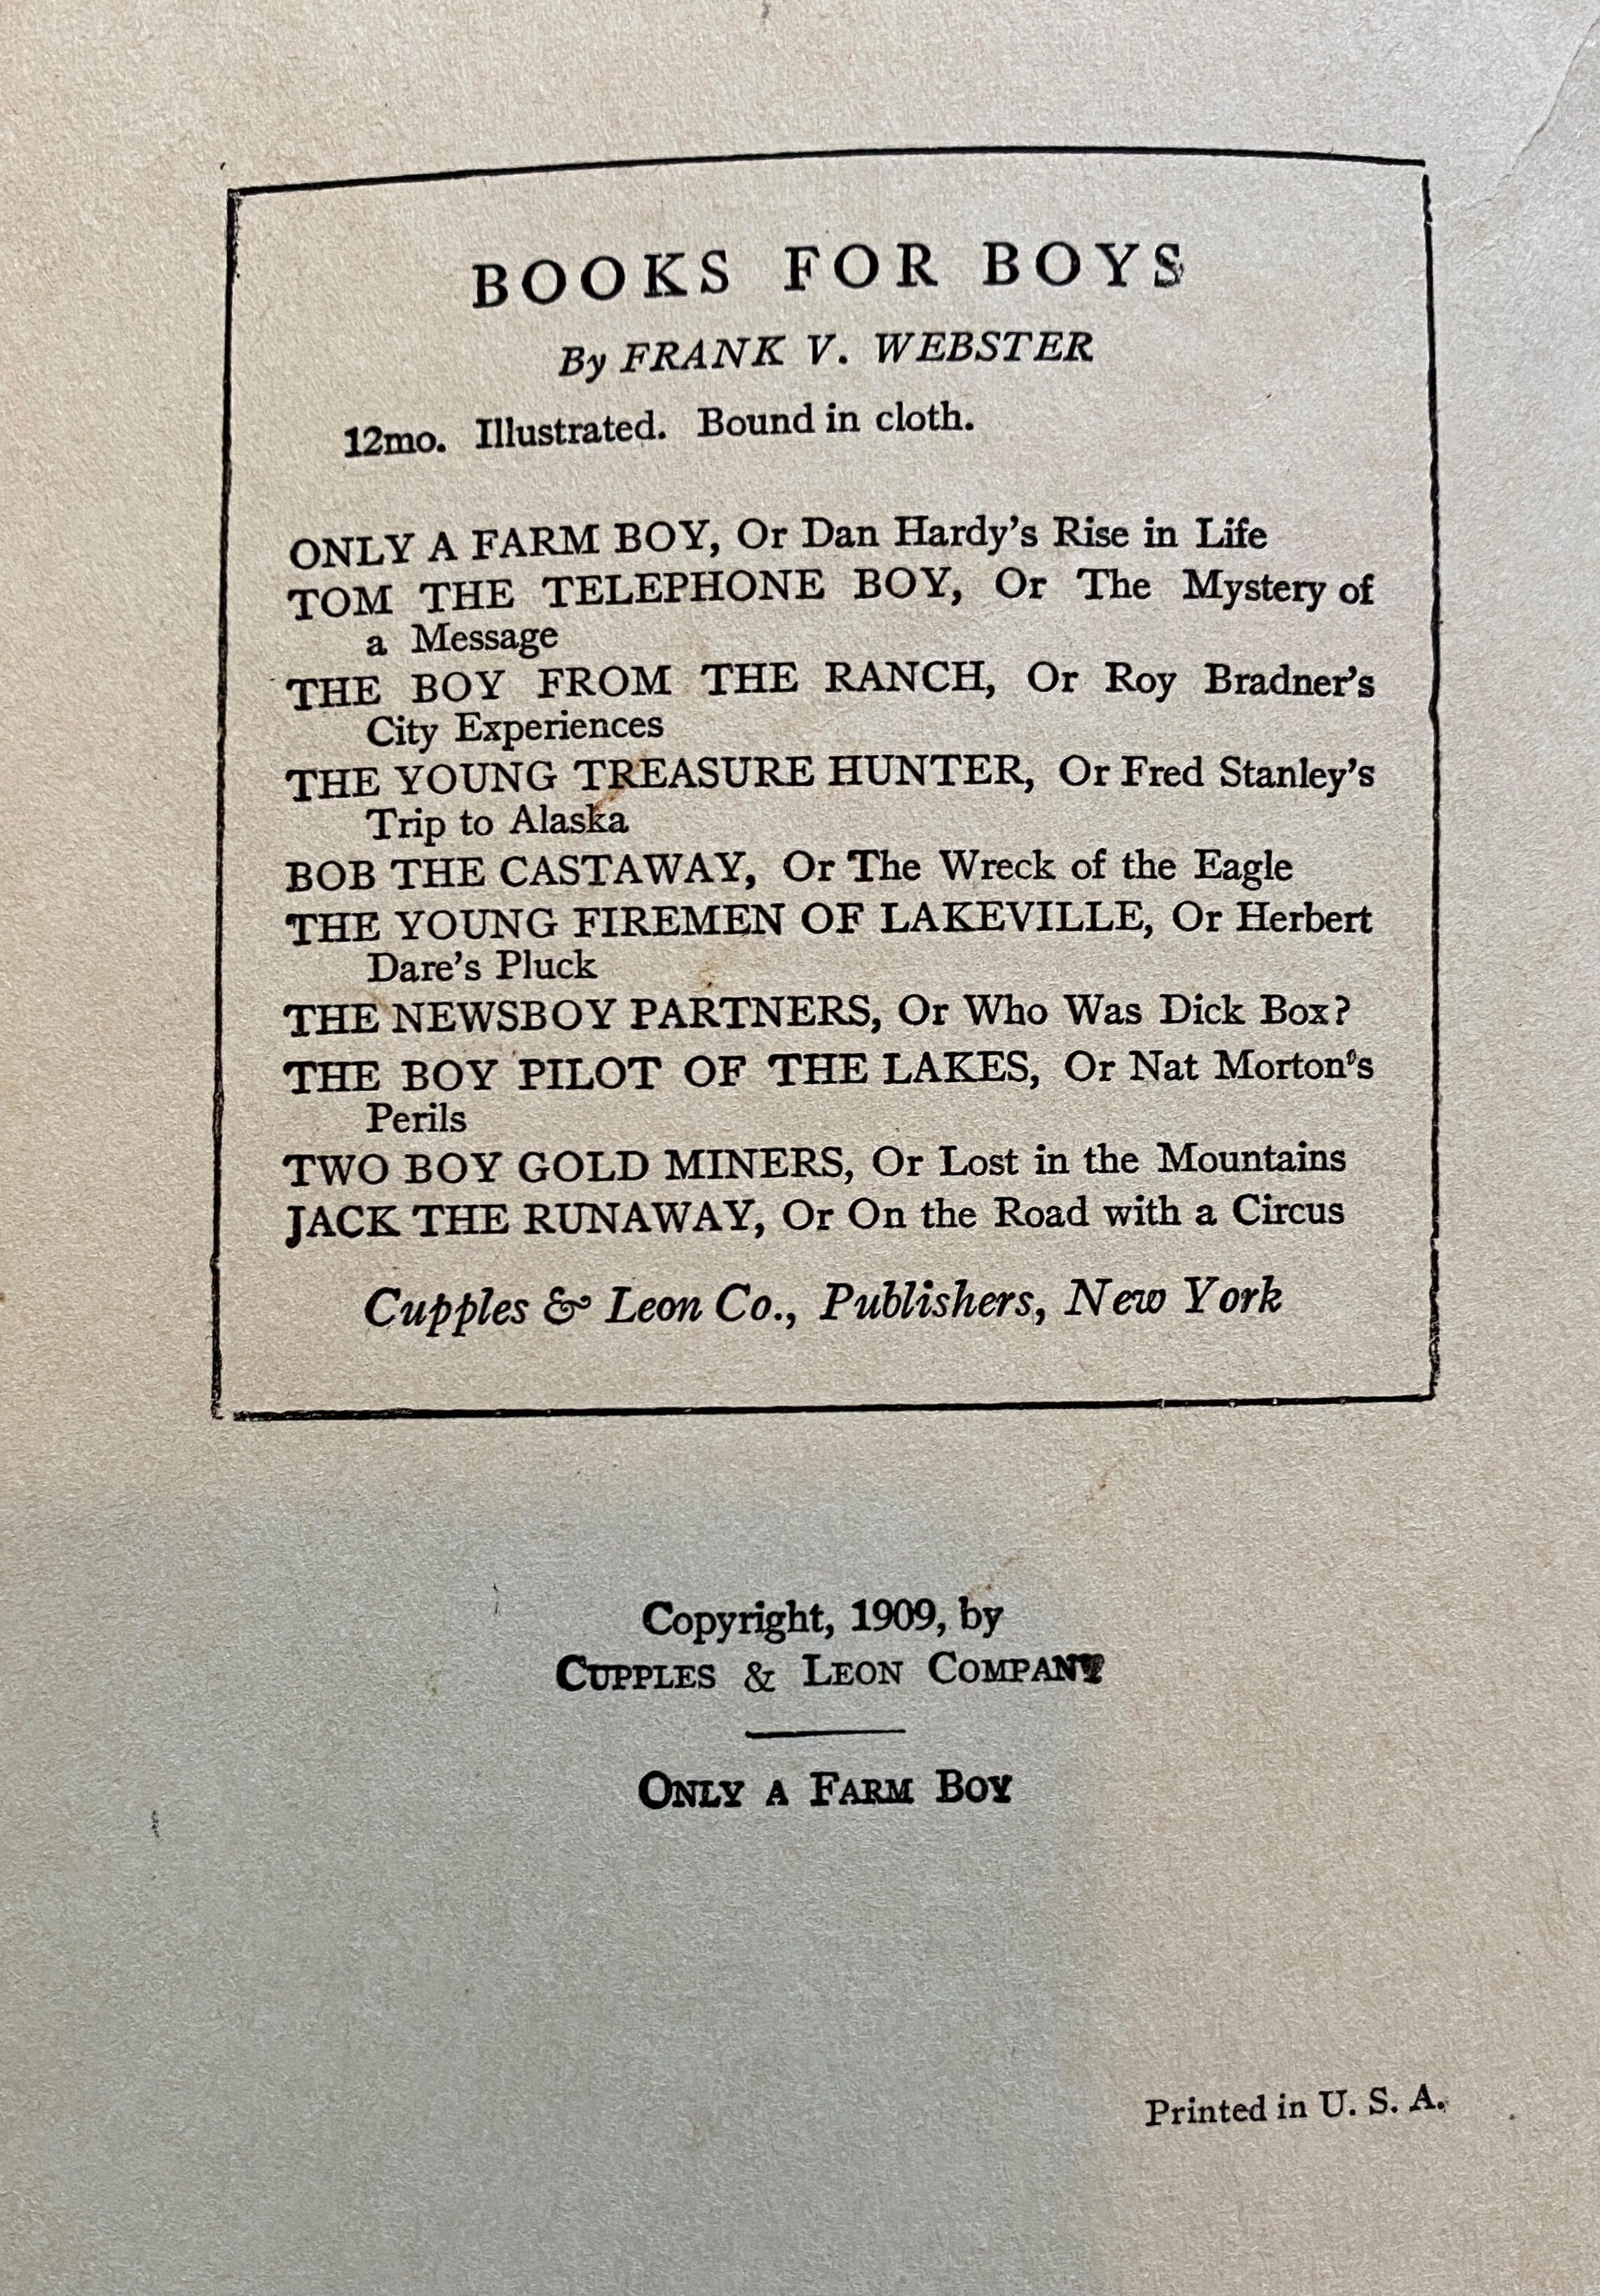 BOOKS FOR BOYS
By FRANK V. WEBSTER
12mo. Illustrated. Bound in cloth.
ONLY A FARM BOY, Or Dan Hardy's Rise in Life
TOM THE TELEPHONE BOY, Or The Mystery of
a Message
THE BOY FROM THE RANCH, Or Roy Bradner's
City Experiences
THE YOUNG TREASURE HUNTER, Or Fred Stanley's
Trip to Alaska
BOB THE CASTAWAY, Or The Wreck of the Eagle
THE YOUNG FIREMEN OF LAKEVILLE, Or Herbert
Dare's Pluck
THE NEWSBOY PARTNERS, Or Who Was Dick Box?
THE BOY PILOT OF THE LAKES, Or Nat Morton's
Perils
TWO BOY GOLD MINERS, Or Lost in the Mountains
JACK THE RUNAWAY, Or On the Road with a Circus
Cupples & Leon Co., Publishers, New York
Copyright, 1909, by
CUPPLES & LEON COMPANY
ONLY A FARM BOY
Printed in U. S. A.